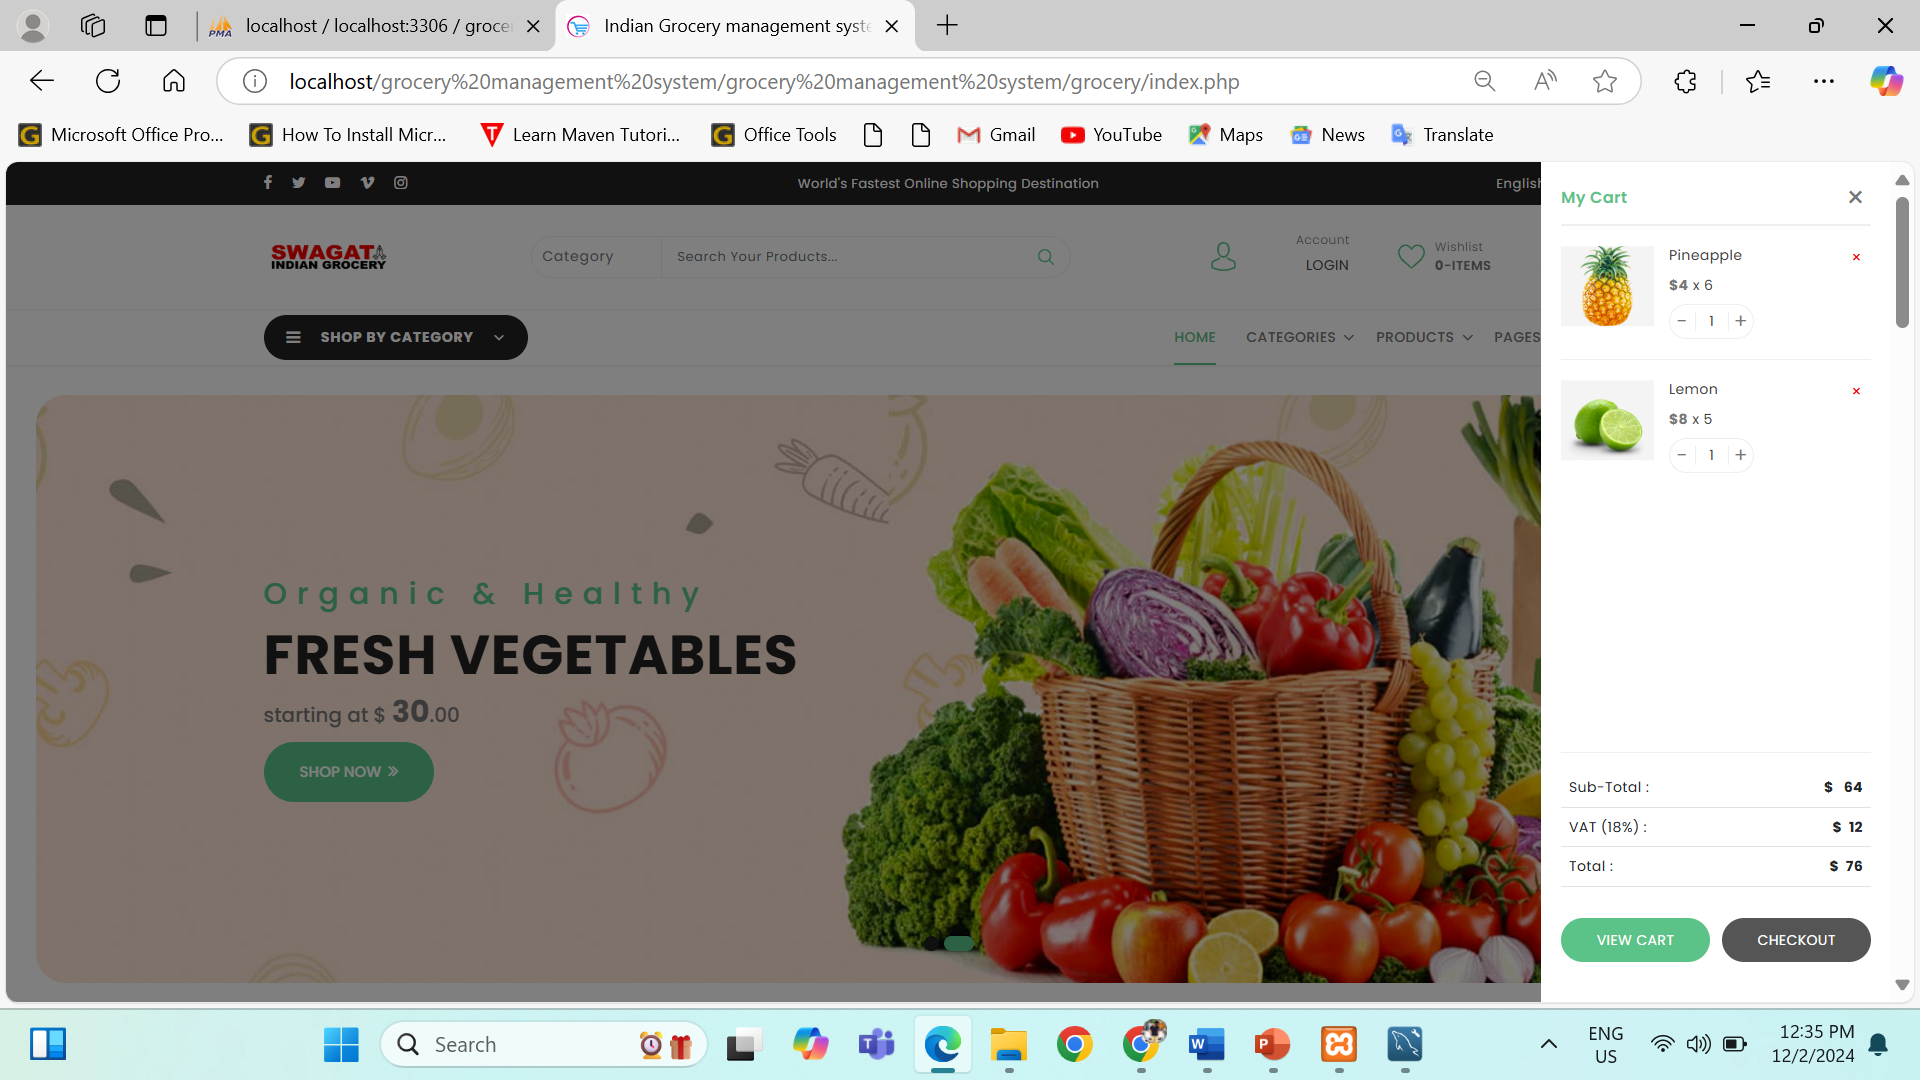 localhost / localhost:3306 / groce
Indian Grocery management syste
localhost/grocery%20management%20system/grocery%20management%20system/grocery/index.php
Microsoft Office Pro...
How To Install Micr...
Learn Maven Tutori...
Office Tools
Gmail
YouTube
Maps
News
Translate
World's Fastest Online Shopping Destination
English
SWAGAT
INDIAN GROCERY
Category
Search Your Products...
Account
LOGIN
Wishlist
0-ITEMS
SHOP BY CATEGORY
HOME
CATEGORIES
PRODUCTS
PAGES
Organic & Healthy
FRESH VEGETABLES
starting at $ 30.00
SHOP NOW
My Cart
Pineapple
$4 x 6
- 1 +
Lemon
$8 x 5
- 1 +
Sub-Total : $ 64
VAT (18%) : $ 12
Total : $ 76
VIEW CART
CHECKOUT
Search
ENG
US
12:35 PM
12/2/2024